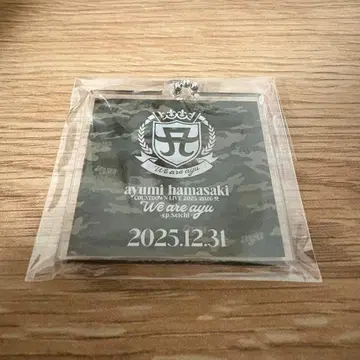 We are ayu
ayumi hamasaki
COUNTDOWN LIVE 2025-2026 A
We are ayu
2025.12.31